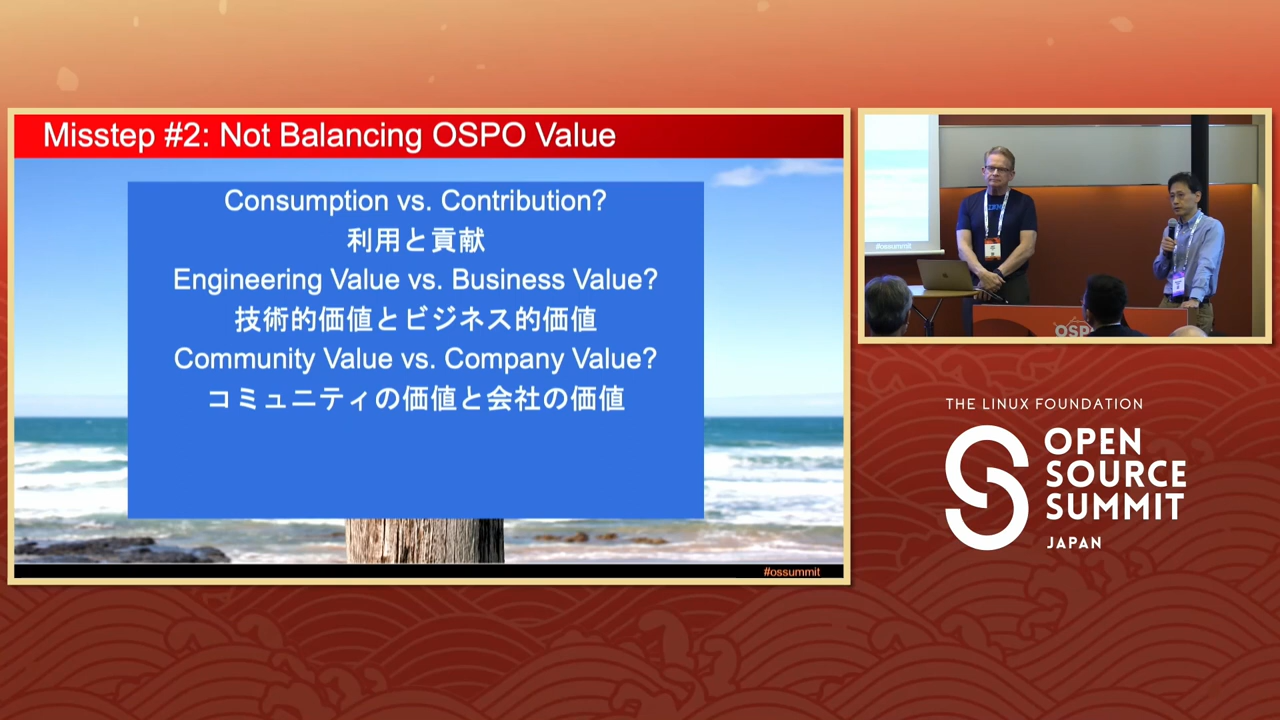 Misstep #2: Not Balancing OSPO Value
Consumption vs. Contribution?
利用と貢献
Engineering Value vs. Business Value?
技術的価値とビジネス的価値
Community Value vs. Company Value?
コミュニティの価値と会社の価値
#ossummit
#ossummit
OSP
THE LINUX FOUNDATION
OPEN
SOURCE
SUMMIT
JAPAN